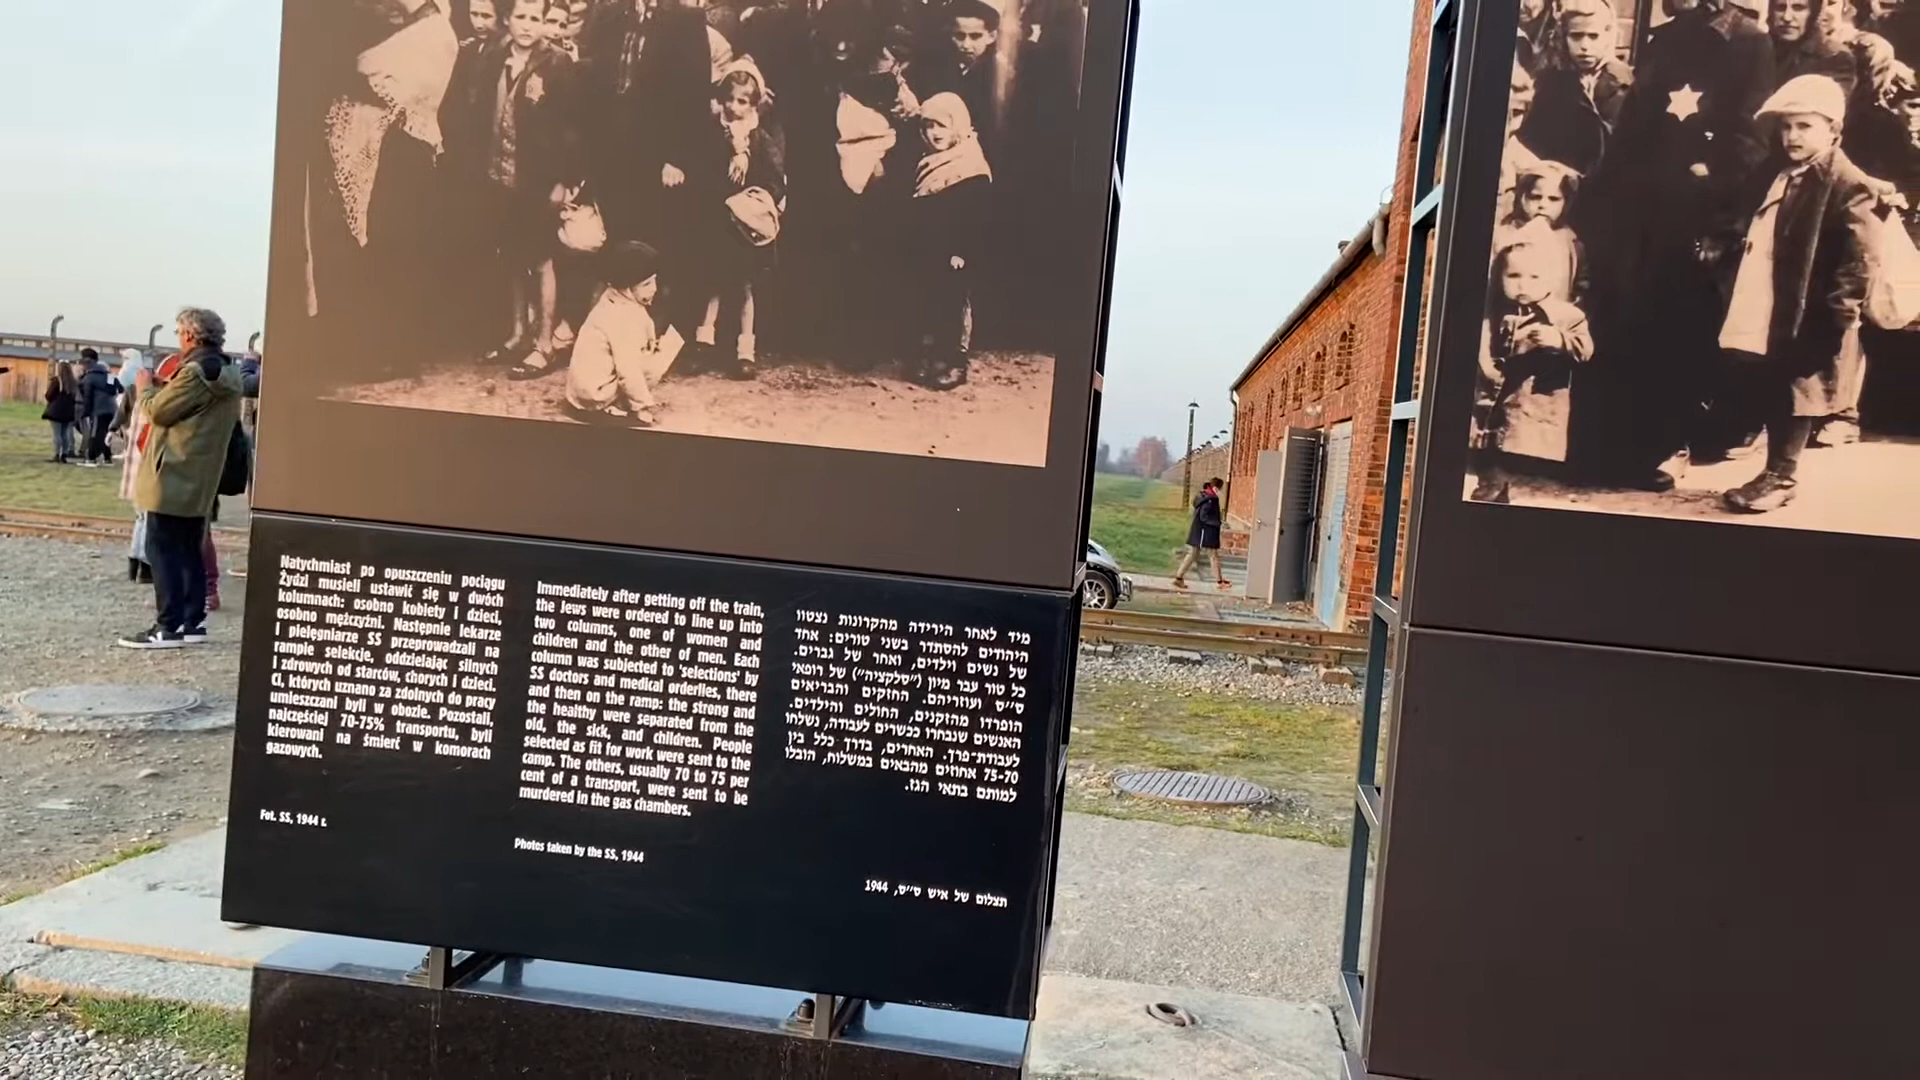 Natychmiast po opuszczeniu pociągu
Żydzi musieli ustawić się w dwóch
kolumnach: osobno kobiety i dzieci,
osobno mężczyźni. Następnie lekarze
i pielęgniarze SS przeprowadzali na
rampie selekcje, oddzielając silnych
i zdrowych od starców, chorych i dzieci.
Ci, których uznano za zdolnych do pracy
umieszczani byli w obozie. Pozostali,
najczęściej 70-75% transportu, byli
kierowani na śmierć w komorach
gazowych.
Fot. SS, 1944 r.
Immediately after getting off the train,
the Jews were ordered to line up into
two columns, one of women and
children and the other of men. Each
column was subjected to 'selections' by
SS doctors and medical orderlies, there
and then on the ramp: the strong and
the healthy were separated from the
old, the sick, and children. People
selected as fit for work were sent to the
camp. The others, usually 70 to 75 per
cent of a transport, were sent to be
murdered in the gas chambers.
Photos taken by the SS, 1944
מיד לאחר הירידה מהקרונות נצטוו
היהודים להסתדר בשני טורים: אחד
של נשים וילדים, ואחר של גברים.
כל טור עבר מיון ("סלקציה") של רופאי
ס"ס ועוזריהם. החזקים והבריאים
הופרדו מהזקנים, החולים והילדים.
האנשים שנבחרו ככשרים לעבודה, נשלחו
לעבודת־פרך. האחרים, בדרך כלל בין
75-70 אחוזים מהבאים במשלוח, הובלו
למותם בתאי הגז.
תצלום של איש ס"ס, 1944